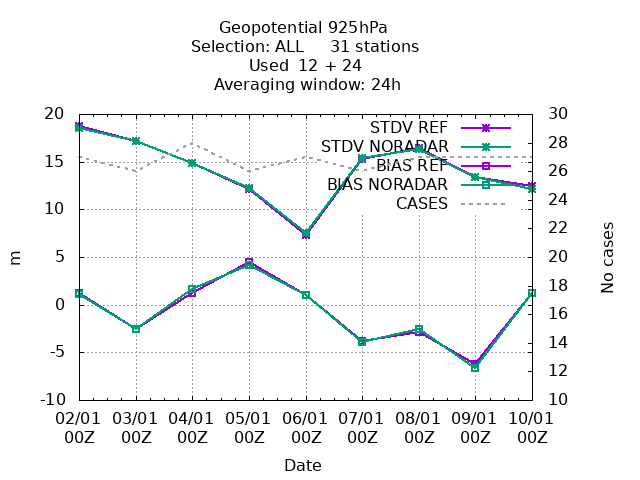 Geopotential 925hPa
Selection: ALL     31 stations
Used  12 + 24
Averaging window: 24h
20
15
10
5
0
-5
-10
m
30
28
26
24
22
20
18
16
14
12
10
No cases
STDV REF
STDV NORADAR
BIAS REF
BIAS NORADAR
CASES
02/01 03/01 04/01 05/01 06/01 07/01 08/01 09/01 10/01
00Z 00Z 00Z 00Z 00Z 00Z 00Z 00Z 00Z
Date